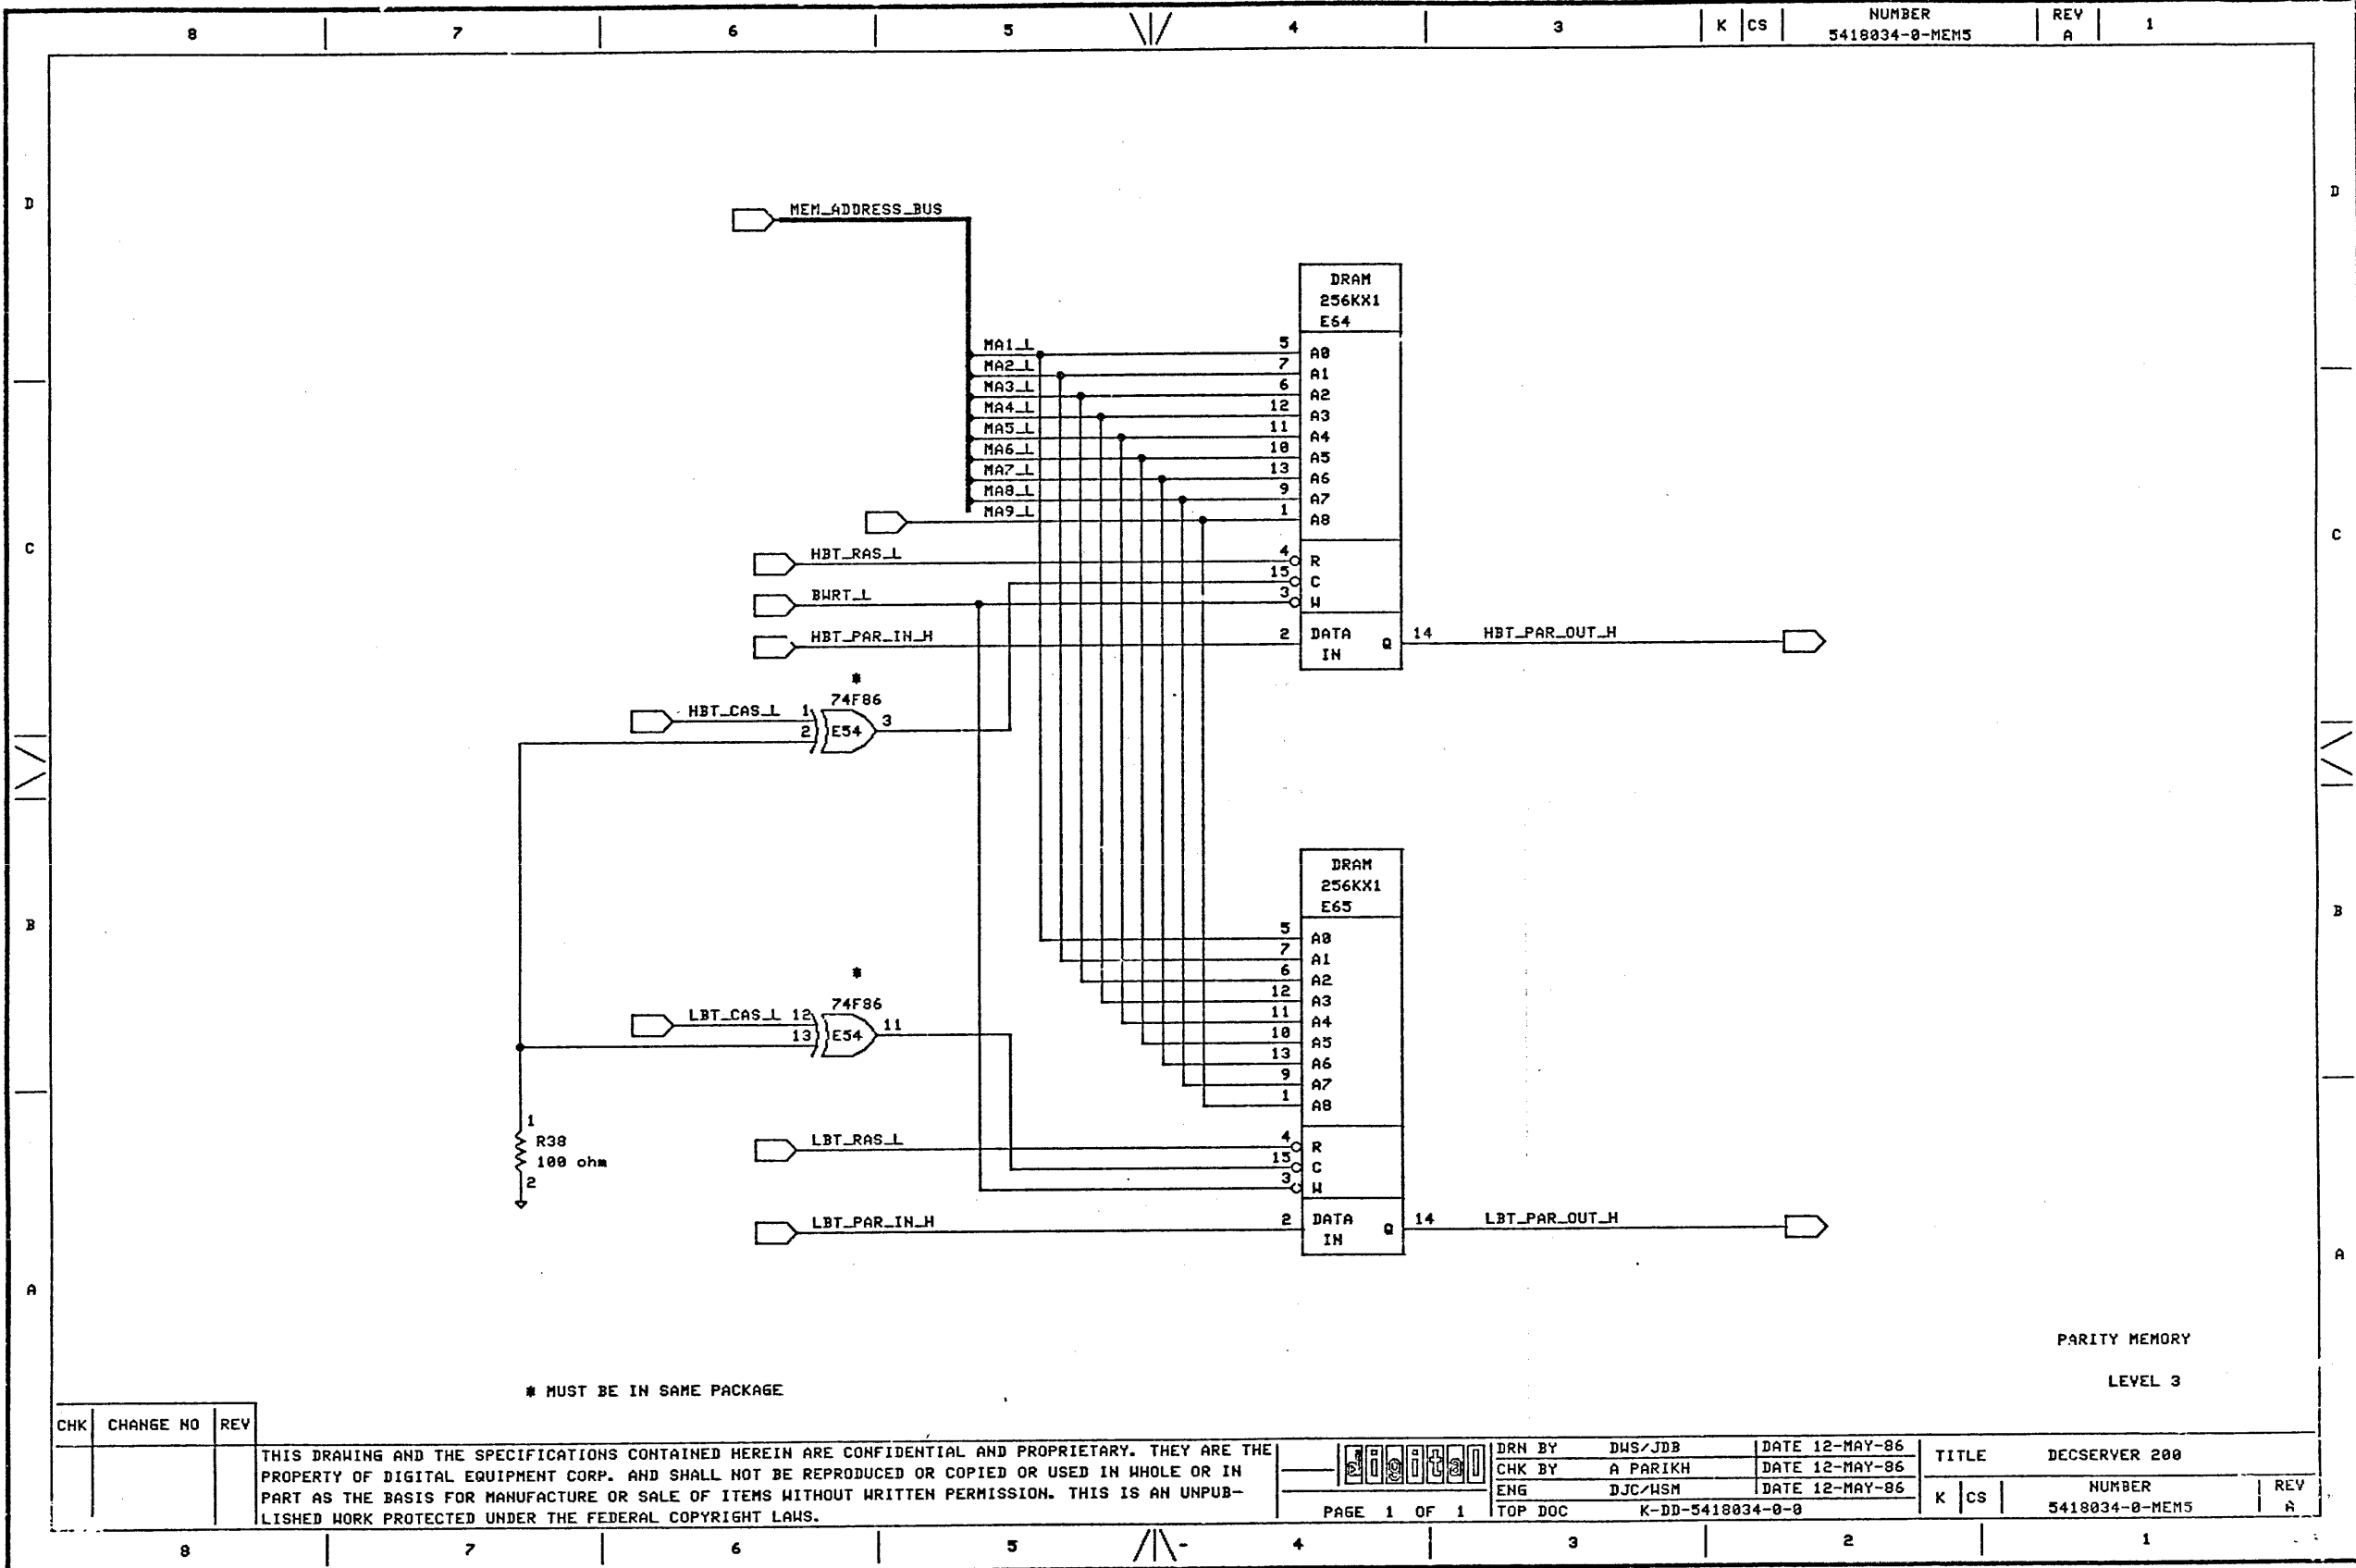 8 7 6 5 4 3 K CS NUMBER 5418034-0-MEM5 REV A 1
D D
MEM_ADDRESS_BUS
DRAM
256KX1
E64
MA1_L 5 A0
MA2_L 7 A1
MA3_L 6 A2
MA4_L 12 A3
MA5_L 11 A4
MA6_L 10 A5
MA7_L 13 A6
MA8_L 9 A7
MA9_L 1 A8
C C
HBT_RAS_L 4 R
15 C
BWRT_L 3 W
HBT_PAR_IN_H 2 DATA IN Q 14 HBT_PAR_OUT_H
*
74F86
HBT_CAS_L 1 2 E54 3
DRAM
256KX1
E65
B B
5 A0
7 A1
6 A2
12 A3
11 A4
10 A5
13 A6
9 A7
1 A8
*
74F86
LBT_CAS_L 12 13 E54 11
1
R38
100 ohm
2
LBT_RAS_L 4 R
15 C
3 W
LBT_PAR_IN_H 2 DATA IN Q 14 LBT_PAR_OUT_H
A A
PARITY MEMORY
LEVEL 3
* MUST BE IN SAME PACKAGE
CHK CHANGE NO REV
THIS DRAWING AND THE SPECIFICATIONS CONTAINED HEREIN ARE CONFIDENTIAL AND PROPRIETARY. THEY ARE THE
PROPERTY OF DIGITAL EQUIPMENT CORP. AND SHALL NOT BE REPRODUCED OR COPIED OR USED IN WHOLE OR IN
PART AS THE BASIS FOR MANUFACTURE OR SALE OF ITEMS WITHOUT WRITTEN PERMISSION. THIS IS AN UNPUB-
LISHED WORK PROTECTED UNDER THE FEDERAL COPYRIGHT LAWS.
digital
PAGE 1 OF 1
DRN BY DWS/JDB DATE 12-MAY-86
CHK BY A PARIKH DATE 12-MAY-86
ENG DJC/WSM DATE 12-MAY-86
TOP DOC K-DD-5418034-0-0
TITLE DECSERVER 200
K CS NUMBER 5418034-0-MEM5 REV A
8 7 6 5 4 3 2 1